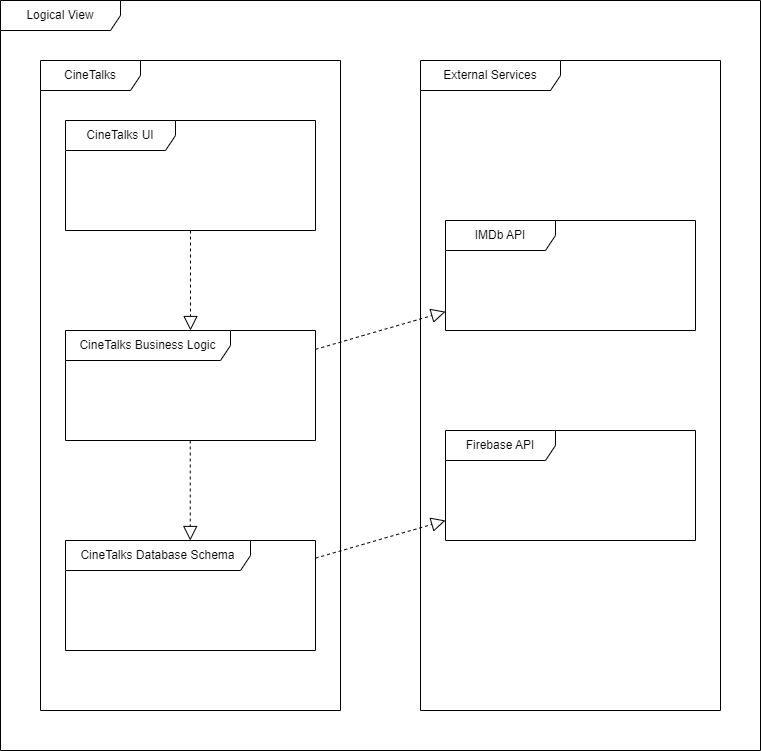 Logical View
CineTalks
CineTalks UI
CineTalks Business Logic
CineTalks Database Schema
External Services
IMDb API
Firebase API